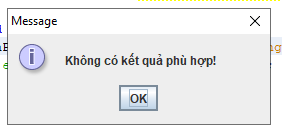 Message
Không có kết quả phù hợp!
OK